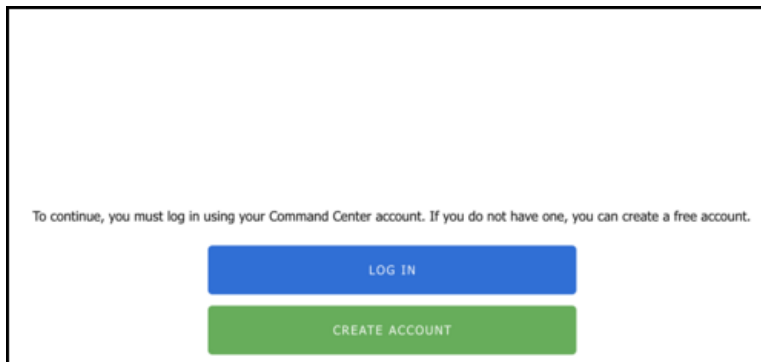 To continue, you must log in using your Command Center account. If you do not have one, you can create a free account.
LOG IN
CREATE ACCOUNT